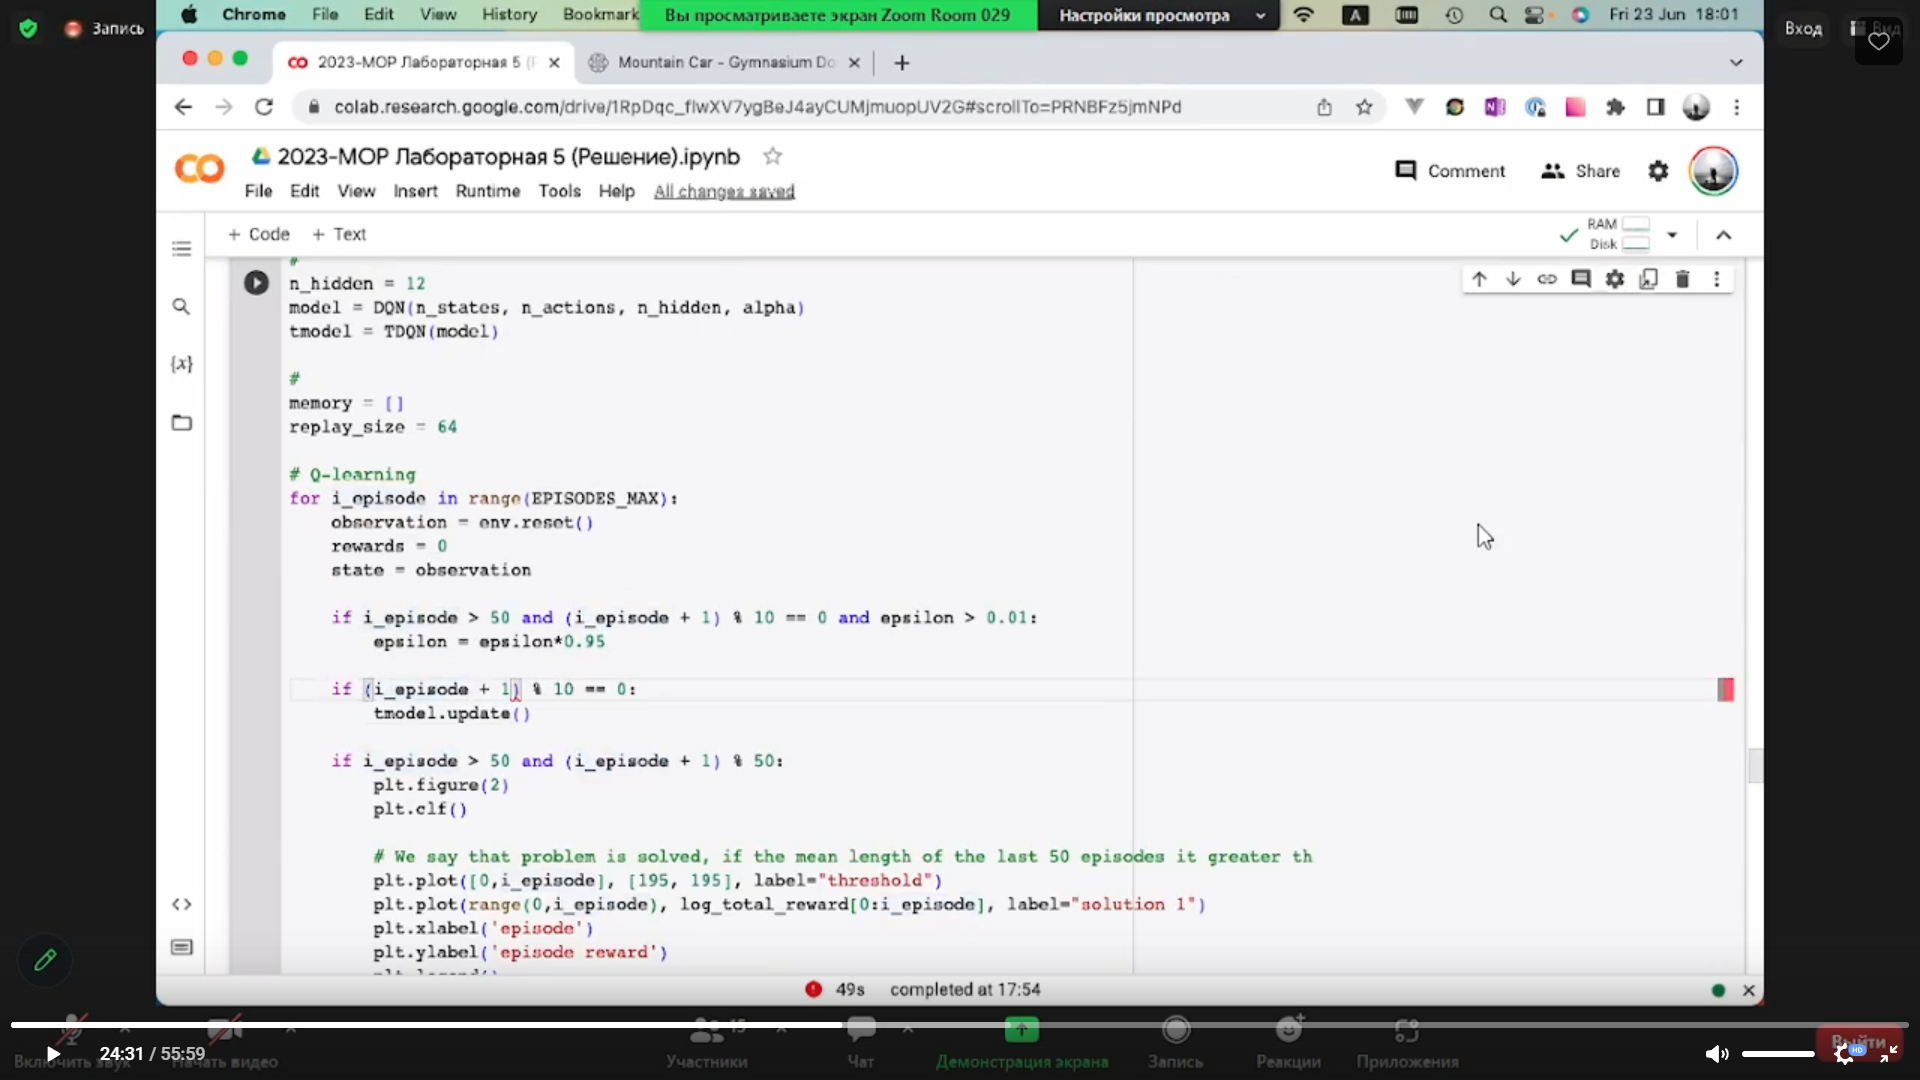 Запись
Chrome File Edit View History Bookmark
Вы просматриваете экран Zoom Room 029
Настройки просмотра
A
Fri 23 Jun 18:01
Вход
Вид
2023-МОР Лабораторная 5 (Р
Mountain Car - Gymnasium Do
colab.research.google.com/drive/1RpDqc_flwXV7ygBeJ4ayCUMjmuopUV2G#scrollTo=PRNBFz5jmNPd
2023-МОР Лабораторная 5 (Решение).ipynb
Comment
Share
File Edit View Insert Runtime Tools Help All changes saved
+ Code + Text
RAM
Disk
{x}
#
n_hidden = 12
model = DQN(n_states, n_actions, n_hidden, alpha)
tmodel = TDQN(model)
#
memory = []
replay_size = 64
# Q-learning
for i_episode in range(EPISODES_MAX):
observation = env.reset()
rewards = 0
state = observation
if i_episode > 50 and (i_episode + 1) % 10 == 0 and epsilon > 0.01:
epsilon = epsilon*0.95
if (i_episode + 1) % 10 == 0:
tmodel.update()
if i_episode > 50 and (i_episode + 1) % 50:
plt.figure(2)
plt.clf()
# We say that problem is solved, if the mean length of the last 50 episodes it greater th
plt.plot([0,i_episode], [195, 195], label="threshold")
plt.plot(range(0,i_episode), log_total_reward[0:i_episode], label="solution 1")
plt.xlabel('episode')
plt.ylabel('episode reward')
49s completed at 17:54
15
24:31 / 55:59
Включить звук
Начать видео
Участники
Чат
Демонстрация экрана
Запись
Реакции
Приложения
Выйти
HD